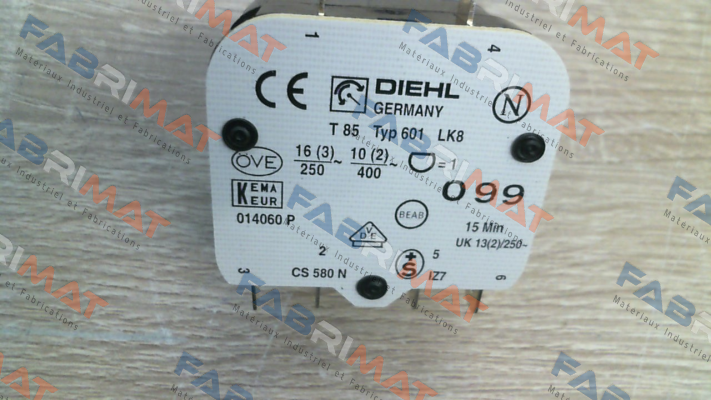 1
4
CE
DIEHL
GERMANY
N
T 85 Typ 601 LK8
ÖVE
16 (3) 10 (2)
250 ~ 400 ~ = 1
099
KEMA
KEUR
014060 P
BEAB
VDE
15 Min
UK 13(2)/250~
2
5
+S
3
CS 580 N
IZ7
6
FABRIMAT
Matériaux Industriel et Fabrications